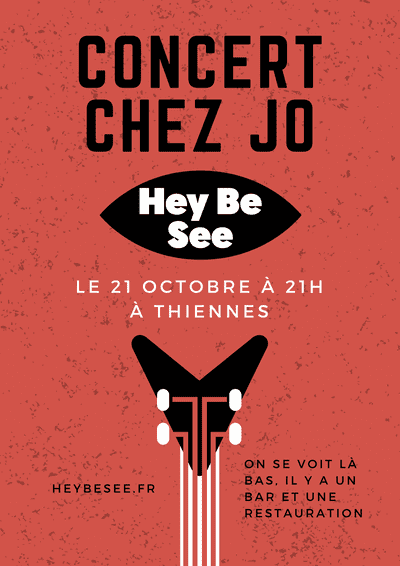 CONCERT
CHEZ JO
Hey Be
See
LE 21 OCTOBRE À 21H
À THIENNES
HEYBESEE.FR
ON SE VOIT LÀ
BAS, IL Y A UN
BAR ET UNE
RESTAURATION